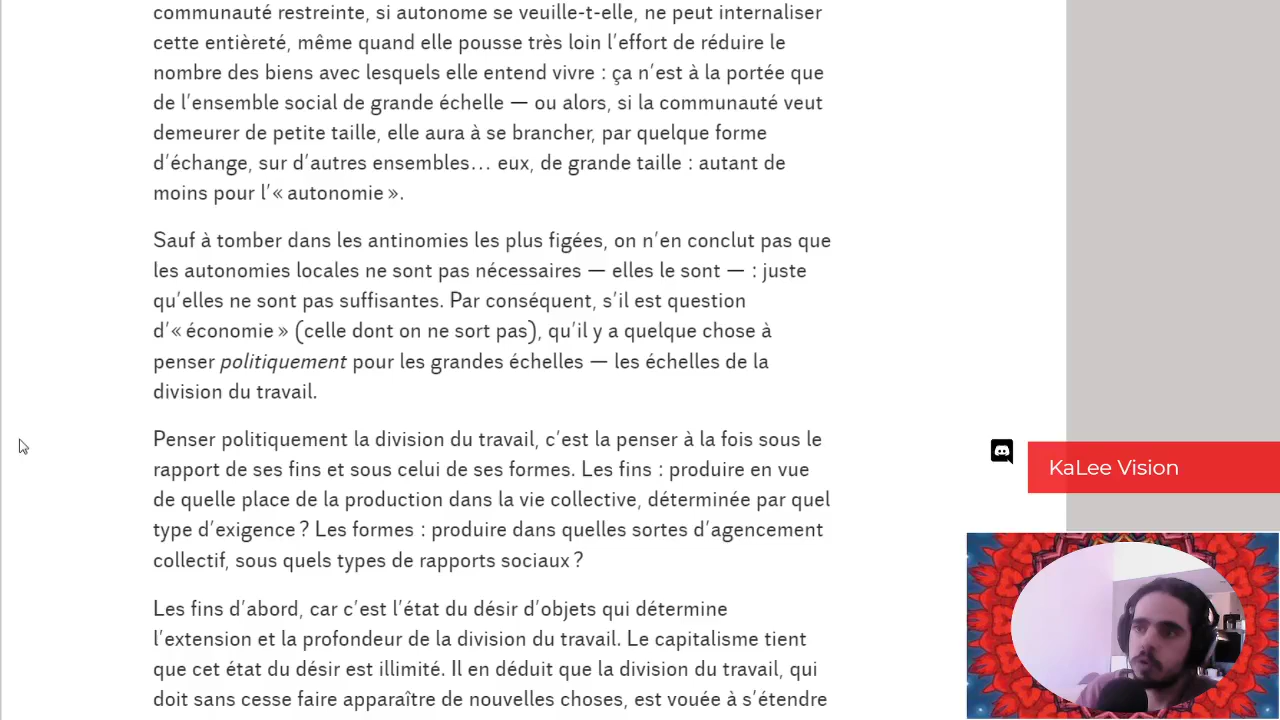 communauté restreinte, si autonome se veuille-t-elle, ne peut internaliser
cette entièreté, même quand elle pousse très loin l’effort de réduire le
nombre des biens avec lesquels elle entend vivre : ça n’est à la portée que
de l’ensemble social de grande échelle — ou alors, si la communauté veut
demeurer de petite taille, elle aura à se brancher, par quelque forme
d’échange, sur d’autres ensembles… eux, de grande taille : autant de
moins pour l’« autonomie ».
Sauf à tomber dans les antinomies les plus figées, on n’en conclut pas que
les autonomies locales ne sont pas nécessaires — elles le sont — : juste
qu’elles ne sont pas suffisantes. Par conséquent, s’il est question
d’« économie » (celle dont on ne sort pas), qu’il y a quelque chose à
penser politiquement pour les grandes échelles — les échelles de la
division du travail.
Penser politiquement la division du travail, c’est la penser à la fois sous le
rapport de ses fins et sous celui de ses formes. Les fins : produire en vue
de quelle place de la production dans la vie collective, déterminée par quel
type d’exigence ? Les formes : produire dans quelles sortes d’agencement
collectif, sous quels types de rapports sociaux ?
Les fins d’abord, car c’est l’état du désir d’objets qui détermine
l’extension et la profondeur de la division du travail. Le capitalisme tient
que cet état du désir est illimité. Il en déduit que la division du travail, qui
doit sans cesse faire apparaître de nouvelles choses, est vouée à s’étendre
KaLee Vision